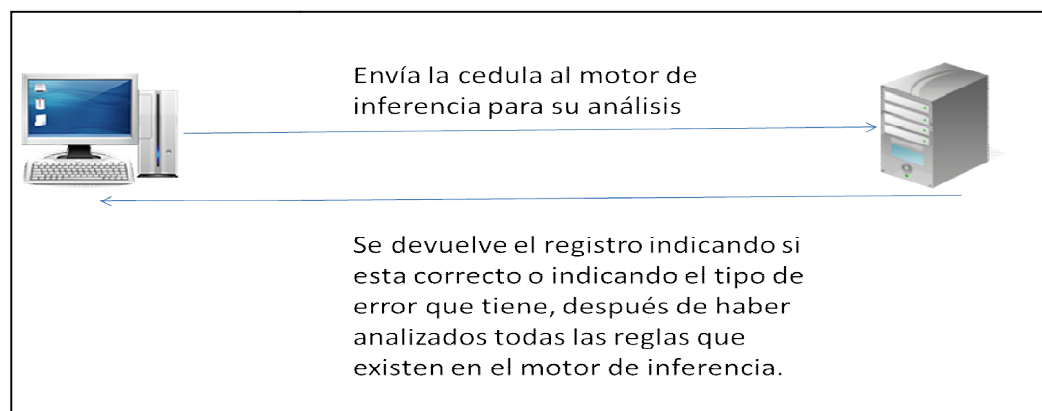 Envía la cedula al motor de
inferencia para su análisis
Se devuelve el registro indicando si
esta correcto o indicando el tipo de
error que tiene, después de haber
analizados todas las reglas que
existen en el motor de inferencia.